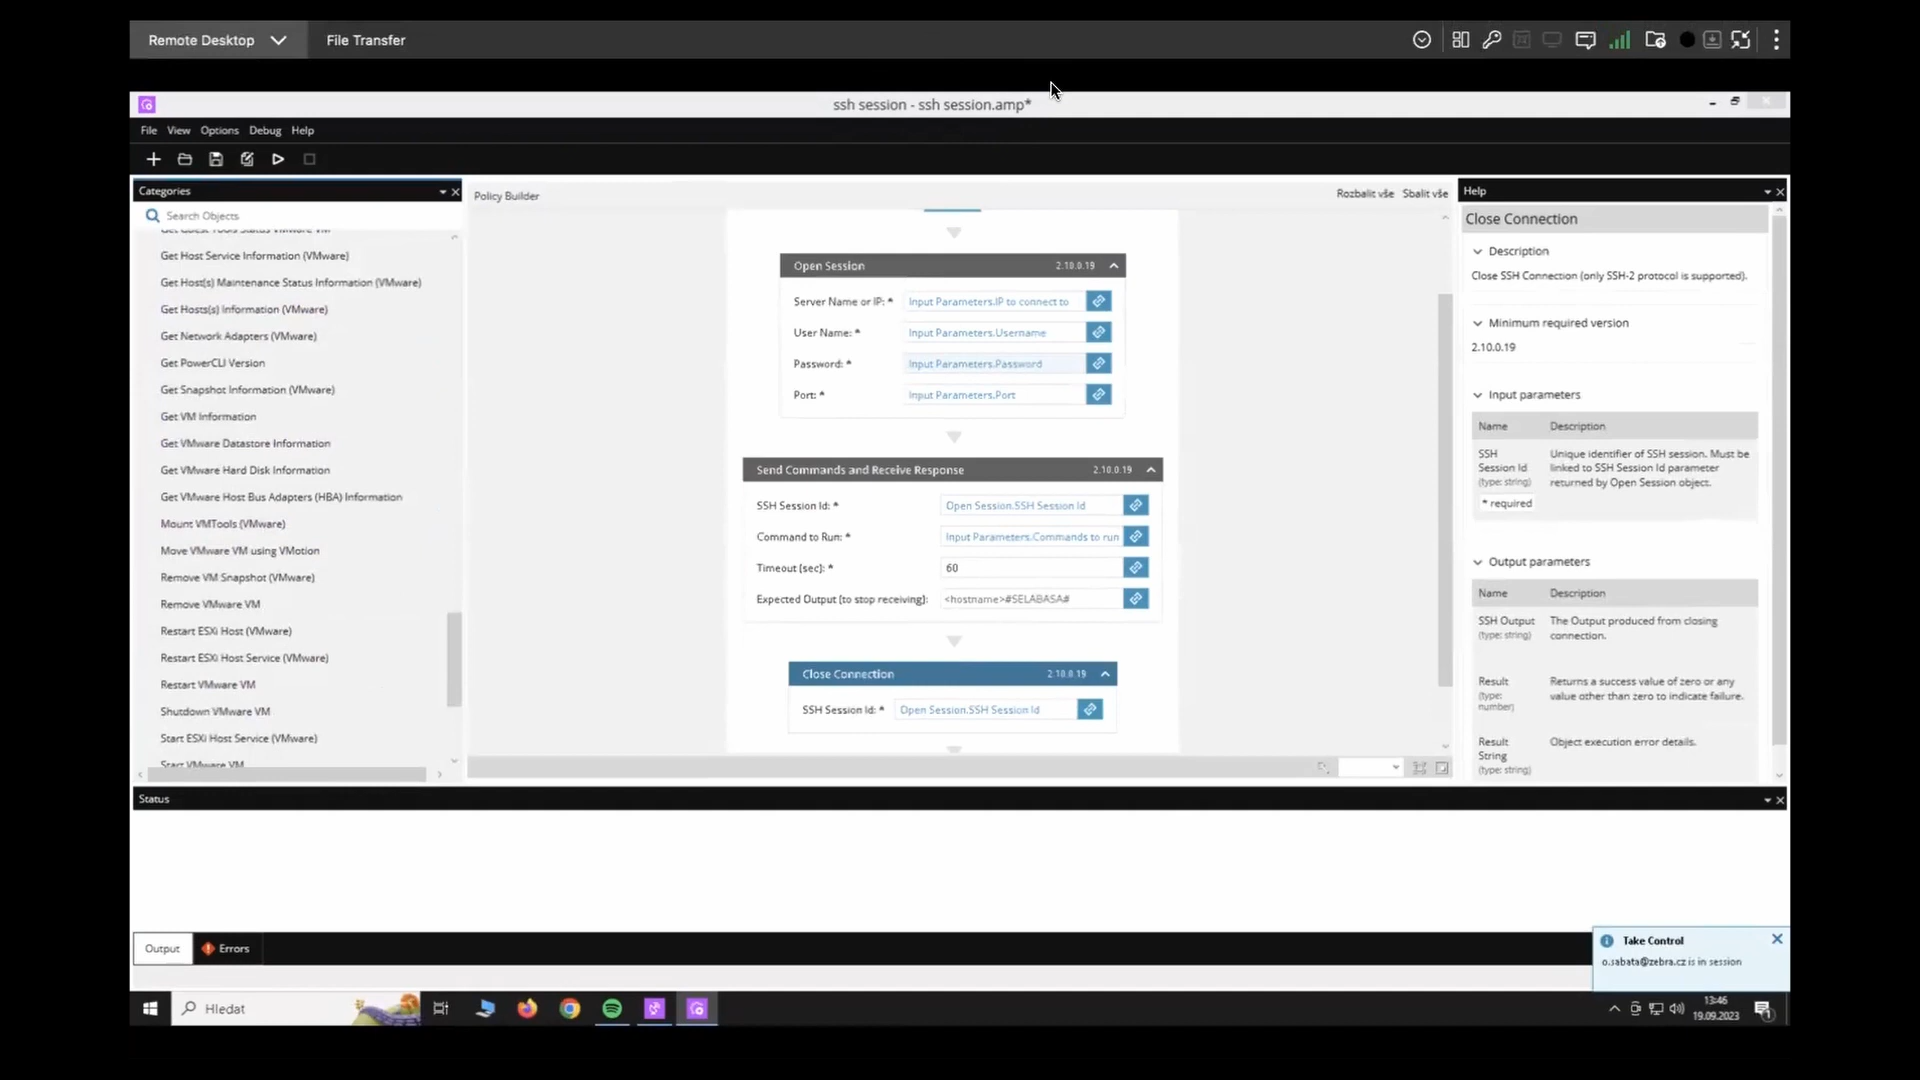 Remote Desktop
File Transfer
ssh session - ssh session.amp*
File View Options Debug Help
Categories
Search Objects
Get Guest Tools Status VMware VM
Get Host Service Information (VMware)
Get Host(s) Maintenance Status Information (VMware)
Get Hosts(s) Information (VMware)
Get Network Adapters (VMware)
Get PowerCLI Version
Get Snapshot Information (VMware)
Get VM Information
Get VMware Datastore Information
Get VMware Hard Disk Information
Get VMware Host Bus Adapters (HBA) Information
Mount VMTools (VMware)
Move VMware VM using VMotion
Remove VM Snapshot (VMware)
Remove VMware VM
Restart ESXi Host (VMware)
Restart ESXi Host Service (VMware)
Restart VMware VM
Shutdown VMware VM
Start ESXi Host Service (VMware)
Start VMware VM
Policy Builder
Rozbalit vše Sbalit vše
Open Session 2.10.0.19
Server Name or IP: * Input Parameters.IP to connect to
User Name: * Input Parameters.Username
Password: * Input Parameters.Password
Port: * Input Parameters.Port
Send Commands and Receive Response 2.10.0.19
SSH Session Id: * Open Session.SSH Session Id
Command to Run: * Input Parameters.Commands to run
Timeout (sec): * 60
Expected Output (to stop receiving): <hostname>#SELABASA#
Close Connection 2.10.0.19
SSH Session Id: * Open Session.SSH Session Id
Help
Close Connection
Description
Close SSH Connection (only SSH-2 protocol is supported).
Minimum required version
2.10.0.19
Input parameters
Name Description
SSH Session Id (type: string) * required
Unique identifier of SSH session. Must be
linked to SSH Session Id parameter
returned by Open Session object.
Output parameters
Name Description
SSH Output (type: string)
The Output produced from closing
connection.
Result (type: number)
Returns a success value of zero or any
value other than zero to indicate failure.
Result String (type: string)
Object execution error details.
Status
Output
Errors
Take Control
o.sabata@zebra.cz is in session
Hledat
13:46
19.09.2023
1